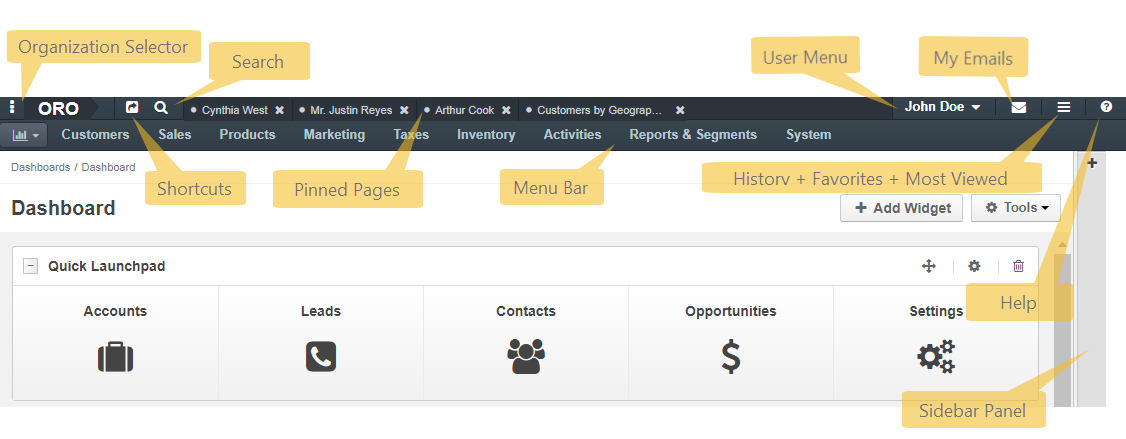 Organization Selector
Search
User Menu
My Emails
ORO
Cynthia West
Mr. Justin Reyes
Arthur Cook
Customers by Geograp...
John Doe
Customers
Sales
Products
Marketing
Taxes
Inventory
Activities
Reports & Segments
System
Dashboards / Dashboard
Shortcuts
Pinned Pages
Menu Bar
History + Favorites + Most Viewed
Dashboard
+ Add Widget
Tools
Quick Launchpad
Accounts
Leads
Contacts
Opportunities
Settings
Help
Sidebar Panel